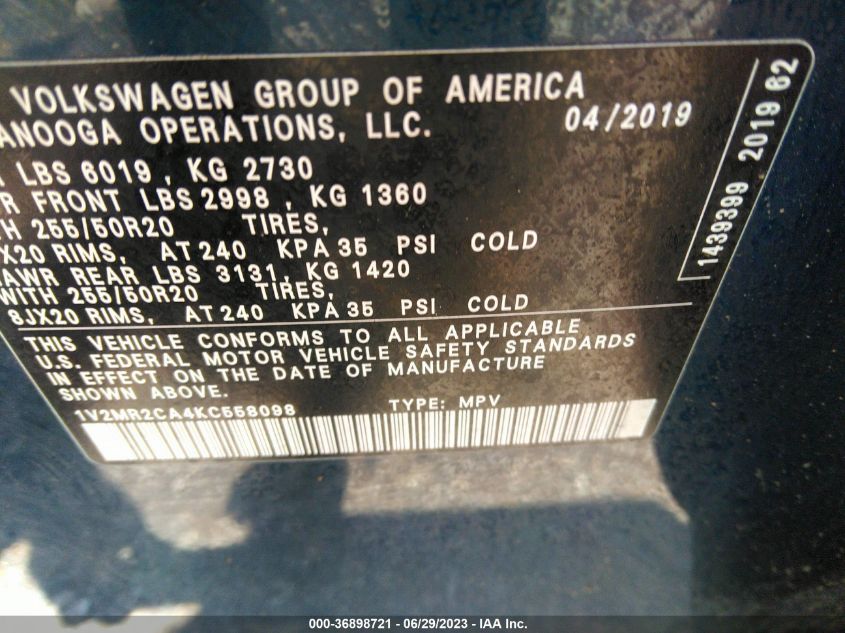 VOLKSWAGEN GROUP OF AMERICA
ANOOGA OPERATIONS, LLC. 04/2019
LBS 6019 , KG 2730
R FRONT LBS 2998 , KG 1360
TH 255/50R20 TIRES,
X20 RIMS, AT 240 KPA 35 PSI COLD
AWR REAR LBS 3131, KG 1420
WITH 255/50R20 TIRES,
8JX20 RIMS, AT 240 KPA 35 PSI COLD
THIS VEHICLE CONFORMS TO ALL APPLICABLE
U.S. FEDERAL MOTOR VEHICLE SAFETY STANDARDS
IN EFFECT ON THE DATE OF MANUFACTURE
SHOWN ABOVE.
1V2MR2CA4KC558098 TYPE: MPV
1439399 2019 62
000-36898721 - 06/29/2023 - IAA Inc.